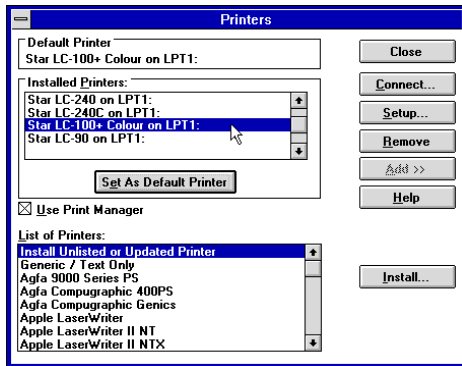 Printers
Default Printer
Star LC-100+ Colour on LPT1:
Installed Printers:
Star LC-240 on LPT1:
Star LC-240C on LPT1:
Star LC-100+ Colour on LPT1:
Star LC-90 on LPT1:
Set As Default Printer
Use Print Manager
List of Printers:
Install Unlisted or Updated Printer
Generic / Text Only
Agfa 9000 Series PS
Agfa Compugraphic 400PS
Agfa Compugraphic Genics
Apple LaserWriter
Apple LaserWriter II NT
Apple LaserWriter II NTX
Close
Connect...
Setup...
Remove
Add >>
Help
Install...